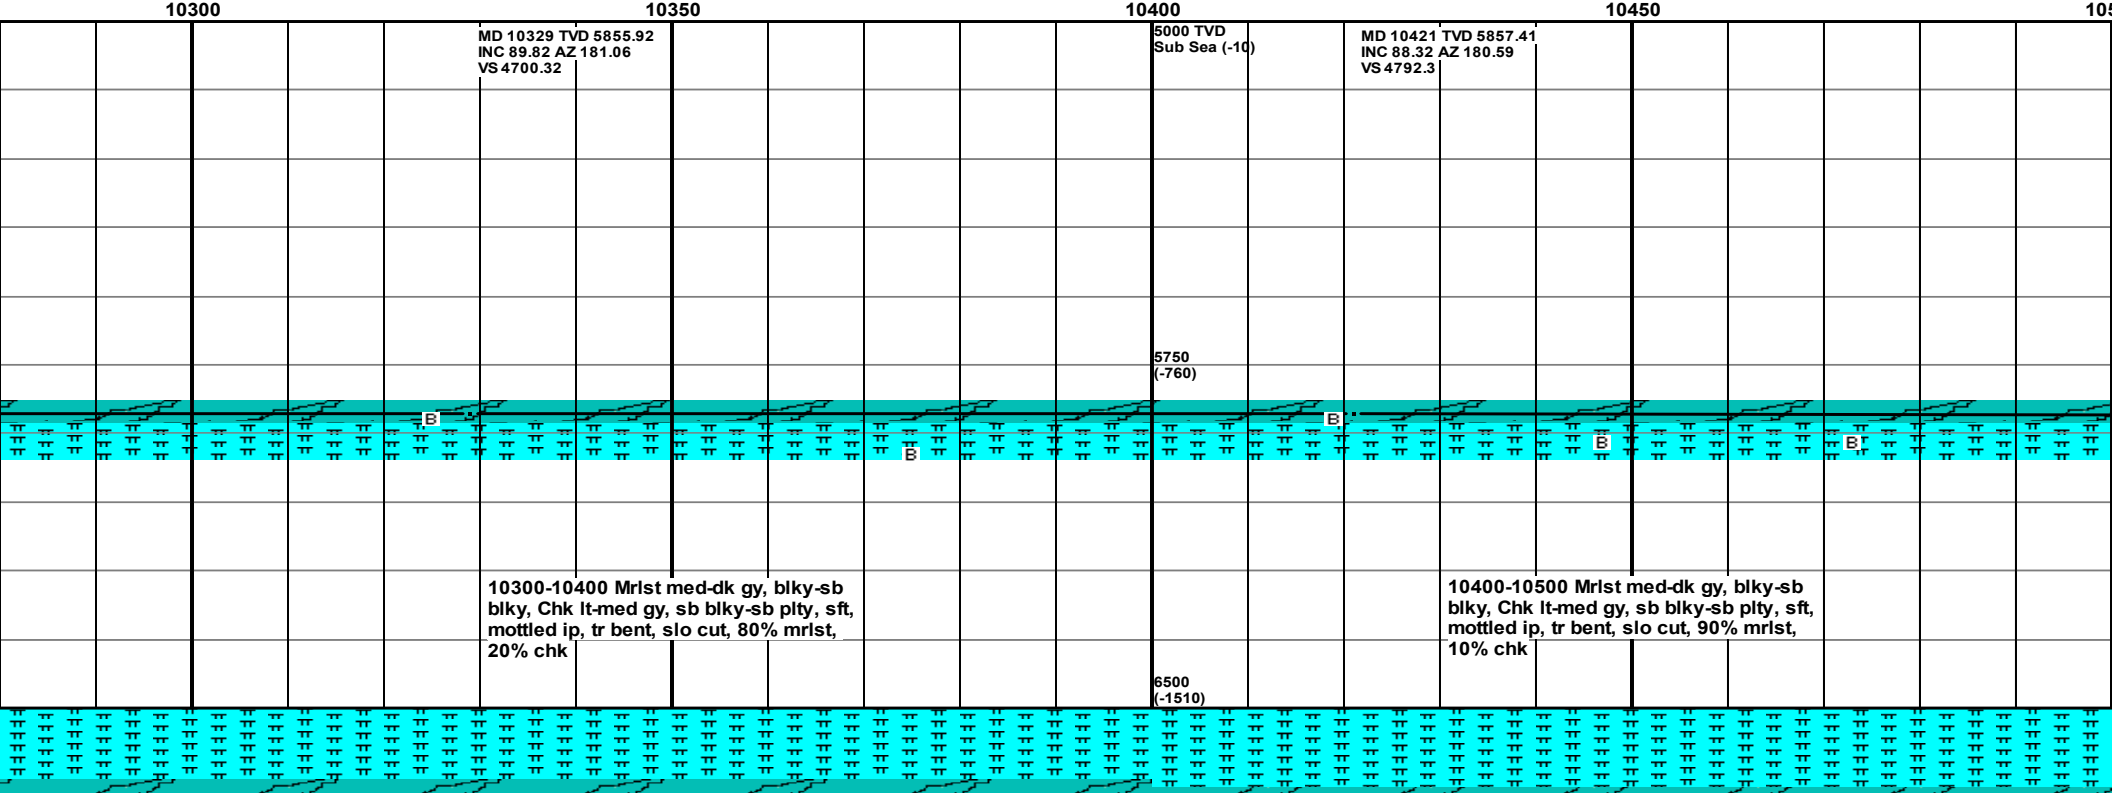 10300 10350 10400 10450 105
MD 10329 TVD 5855.92
INC 89.82 AZ 181.06
VS 4700.32
5000 TVD
Sub Sea (-10)
MD 10421 TVD 5857.41
INC 88.32 AZ 180.59
VS 4792.3
5750
(-760)
B B
B B B
10300-10400 Mrlst med-dk gy, blky-sb
blky, Chk lt-med gy, sb blky-sb plty, sft,
mottled ip, tr bent, slo cut, 80% mrlst,
20% chk
10400-10500 Mrlst med-dk gy, blky-sb
blky, Chk lt-med gy, sb blky-sb plty, sft,
mottled ip, tr bent, slo cut, 90% mrlst,
10% chk
6500
(-1510)